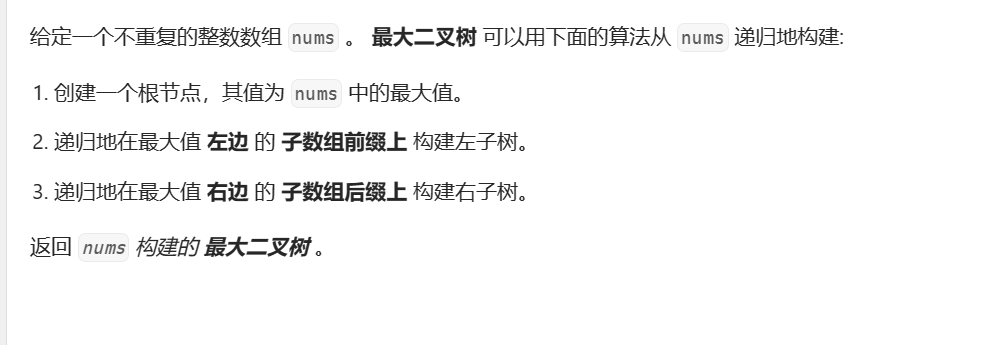 给定一个不重复的整数数组 nums 。 最大二叉树 可以用下面的算法从 nums 递归地构建:
1. 创建一个根节点，其值为 nums 中的最大值。
2. 递归地在最大值 左边 的 子数组前缀上 构建左子树。
3. 递归地在最大值 右边 的 子数组后缀上 构建右子树。
返回 nums 构建的 最大二叉树 。